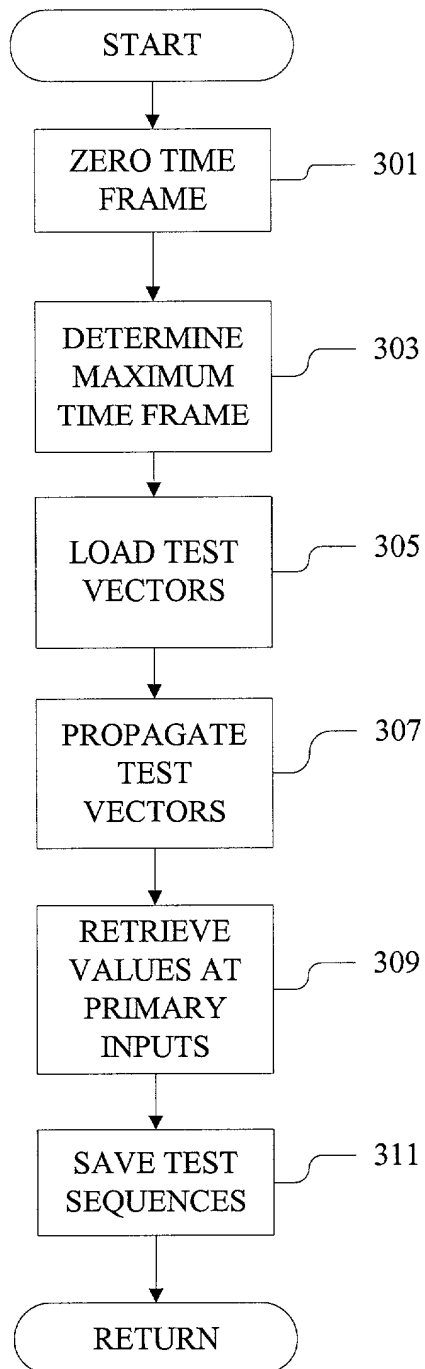 START
ZERO TIME
FRAME
301
DETERMINE
MAXIMUM
TIME FRAME
303
LOAD TEST
VECTORS
305
PROPAGATE
TEST
VECTORS
307
RETRIEVE
VALUES AT
PRIMARY
INPUTS
309
SAVE TEST
SEQUENCES
311
RETURN